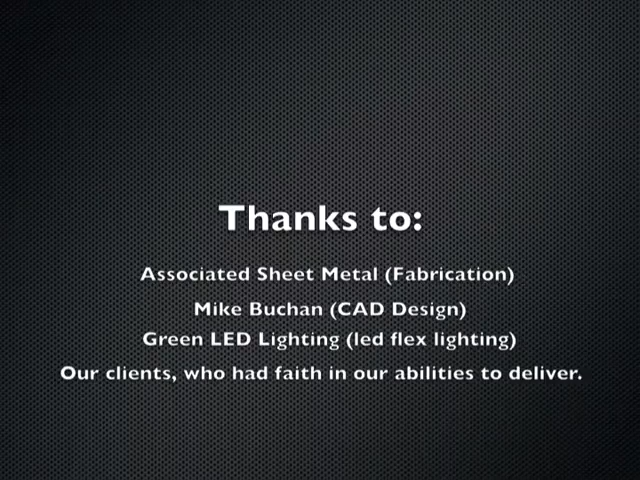 Thanks to:
Associated Sheet Metal (Fabrication)
Mike Buchan (CAD Design)
Green LED Lighting (led flex lighting)
Our clients, who had faith in our abilities to deliver.